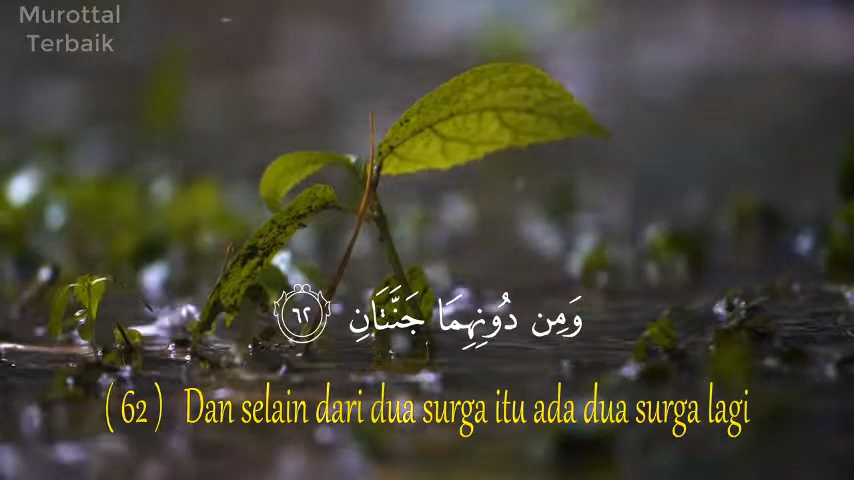 Murottal
Terbaik
وَمِن دُونِهِمَا جَنَّتَانِ ٦٢
( 62 ) Dan selain dari dua surga itu ada dua surga lagi